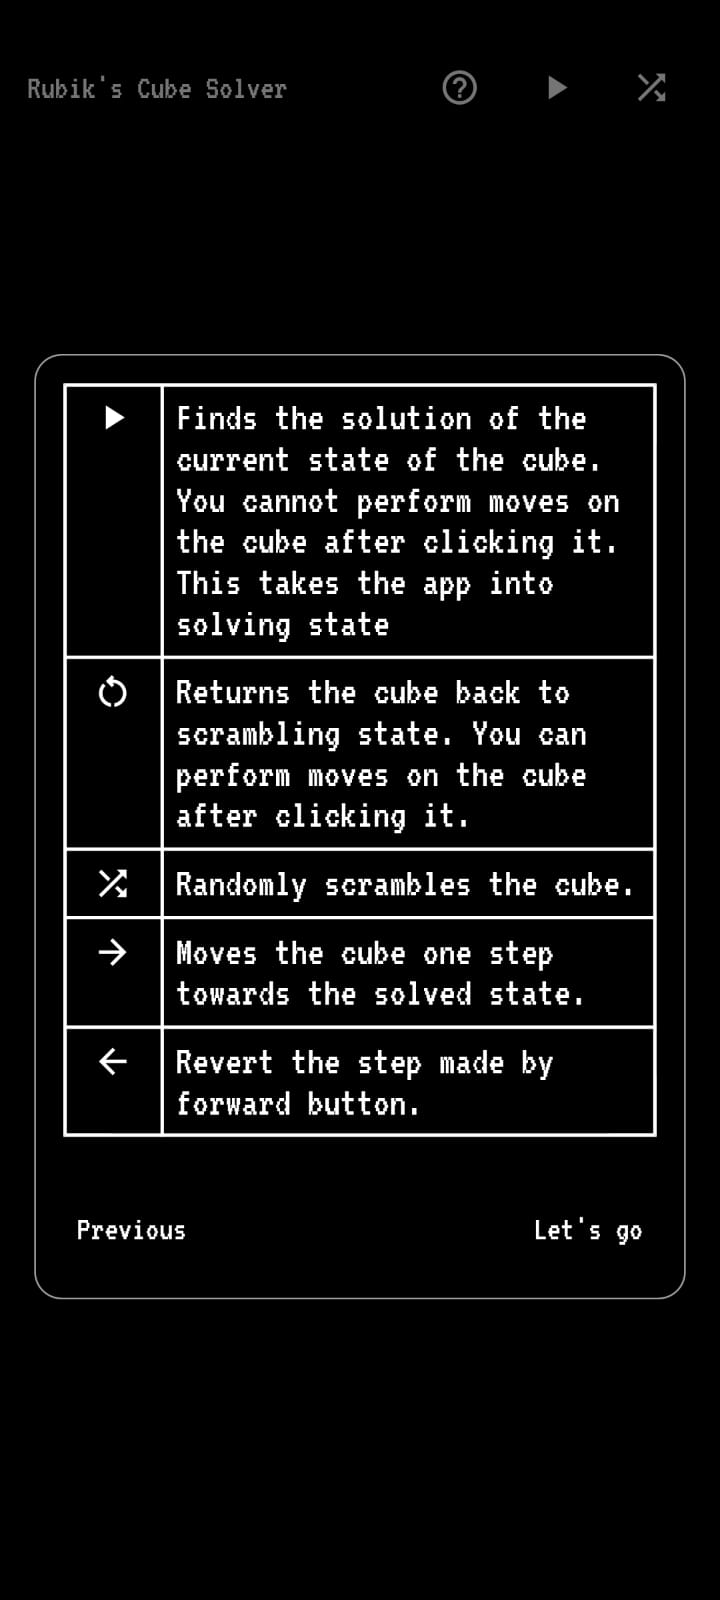 Rubik's Cube Solver
Finds the solution of the
current state of the cube.
You cannot perform moves on
the cube after clicking it.
This takes the app into
solving state
Returns the cube back to
scrambling state. You can
perform moves on the cube
after clicking it.
Randomly scrambles the cube.
Moves the cube one step
towards the solved state.
Revert the step made by
forward button.
Previous
Let's go